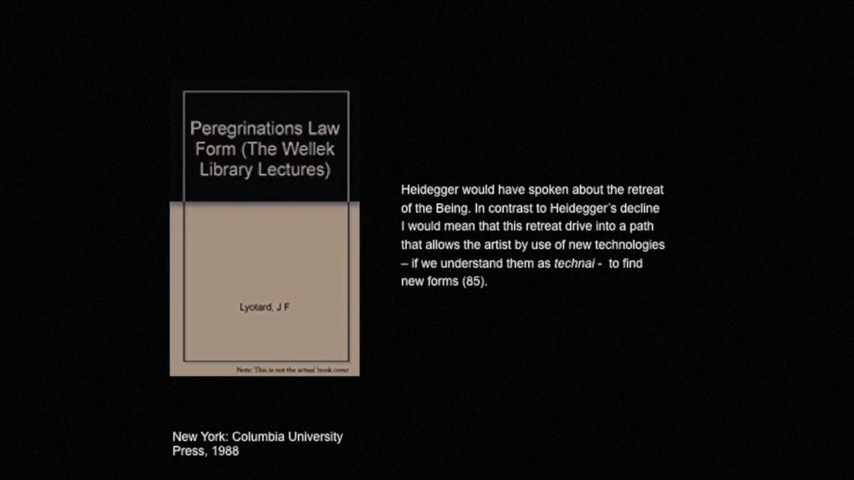 Peregrinations Law
Form (The Wellek
Library Lectures)
Lyotard, J F
Note: This is not the actual book cover
New York: Columbia University
Press, 1988
Heidegger would have spoken about the retreat
of the Being. In contrast to Heidegger's decline
I would mean that this retreat drive into a path
that allows the artist by use of new technologies
– if we understand them as technai - to find
new forms (85).